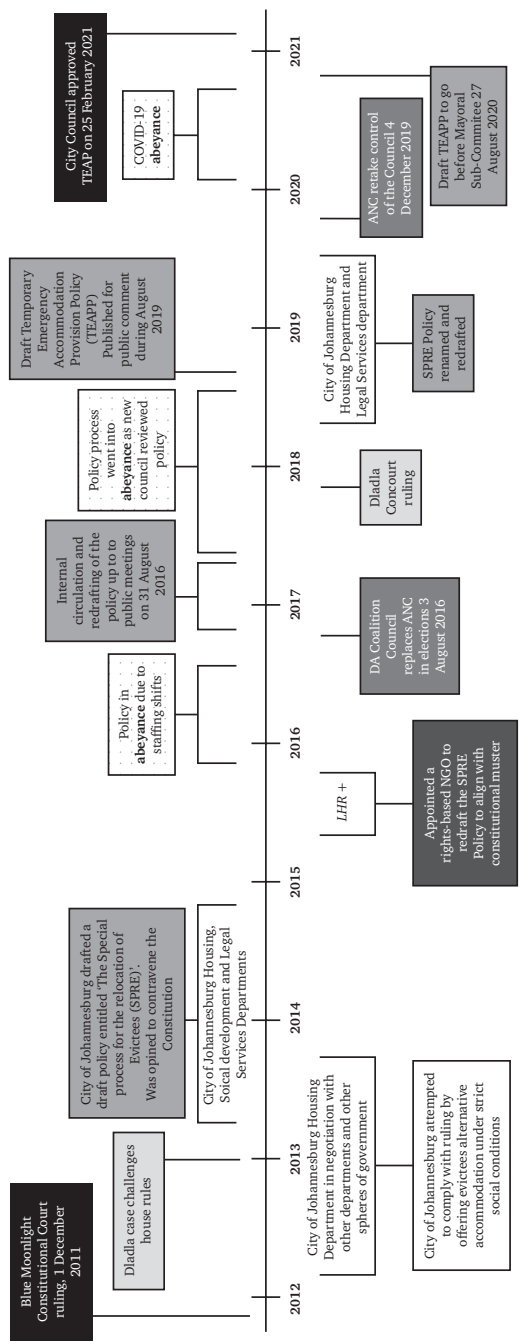 Blue Moonlight
Constitutional Court
ruling, 1 December
2011
Dladla case challenges
house rules
City of Johannesburg drafted a
draft policy entitled ‘The Special
process for the relocation of
Evictees (SPRE)’.
Was opined to contravene the
Constitution
City of Johannesburg Housing,
Soical development and Legal
Services Departments
Policy in
abeyance due to
staffing shifts
Internal
circulation and
redrafting of the
policy up to to
public meetings
on 31 August
2016
Policy process
went into
abeyance as new
council reviewed
policy
Draft Temporary
Emergency
Accommodation
Provision Policy
(TEAPP)
Published for
public comment
during August
2019
COVID-19
abeyance
City Council approved
TEAP on 25 February 2021
2012
2013
2014
2015
2016
2017
2018
2019
2020
2021
City of Johannesburg Housing
Department in negotiation with
other departments and other
spheres of government
City of Johannesburg attempted
to comply with ruling by
offering evictees alternative
accommodation under strict
social conditions
LHR +
Appointed a
rights-based NGO to
redraft the SPRE
Policy to align with
constitutional muster
DA Coalition
Council
replaces ANC
in elections 3
August 2016
Dladla
Concourt
ruling
City of Johannesburg
Housing Department and
Legal Services department
SPRE Policy
renamed and
redrafted
ANC retake control
of the Council 4
December 2019
Draft TEAPP to go
before Mayoral
Sub-Commitee 27
August 2020